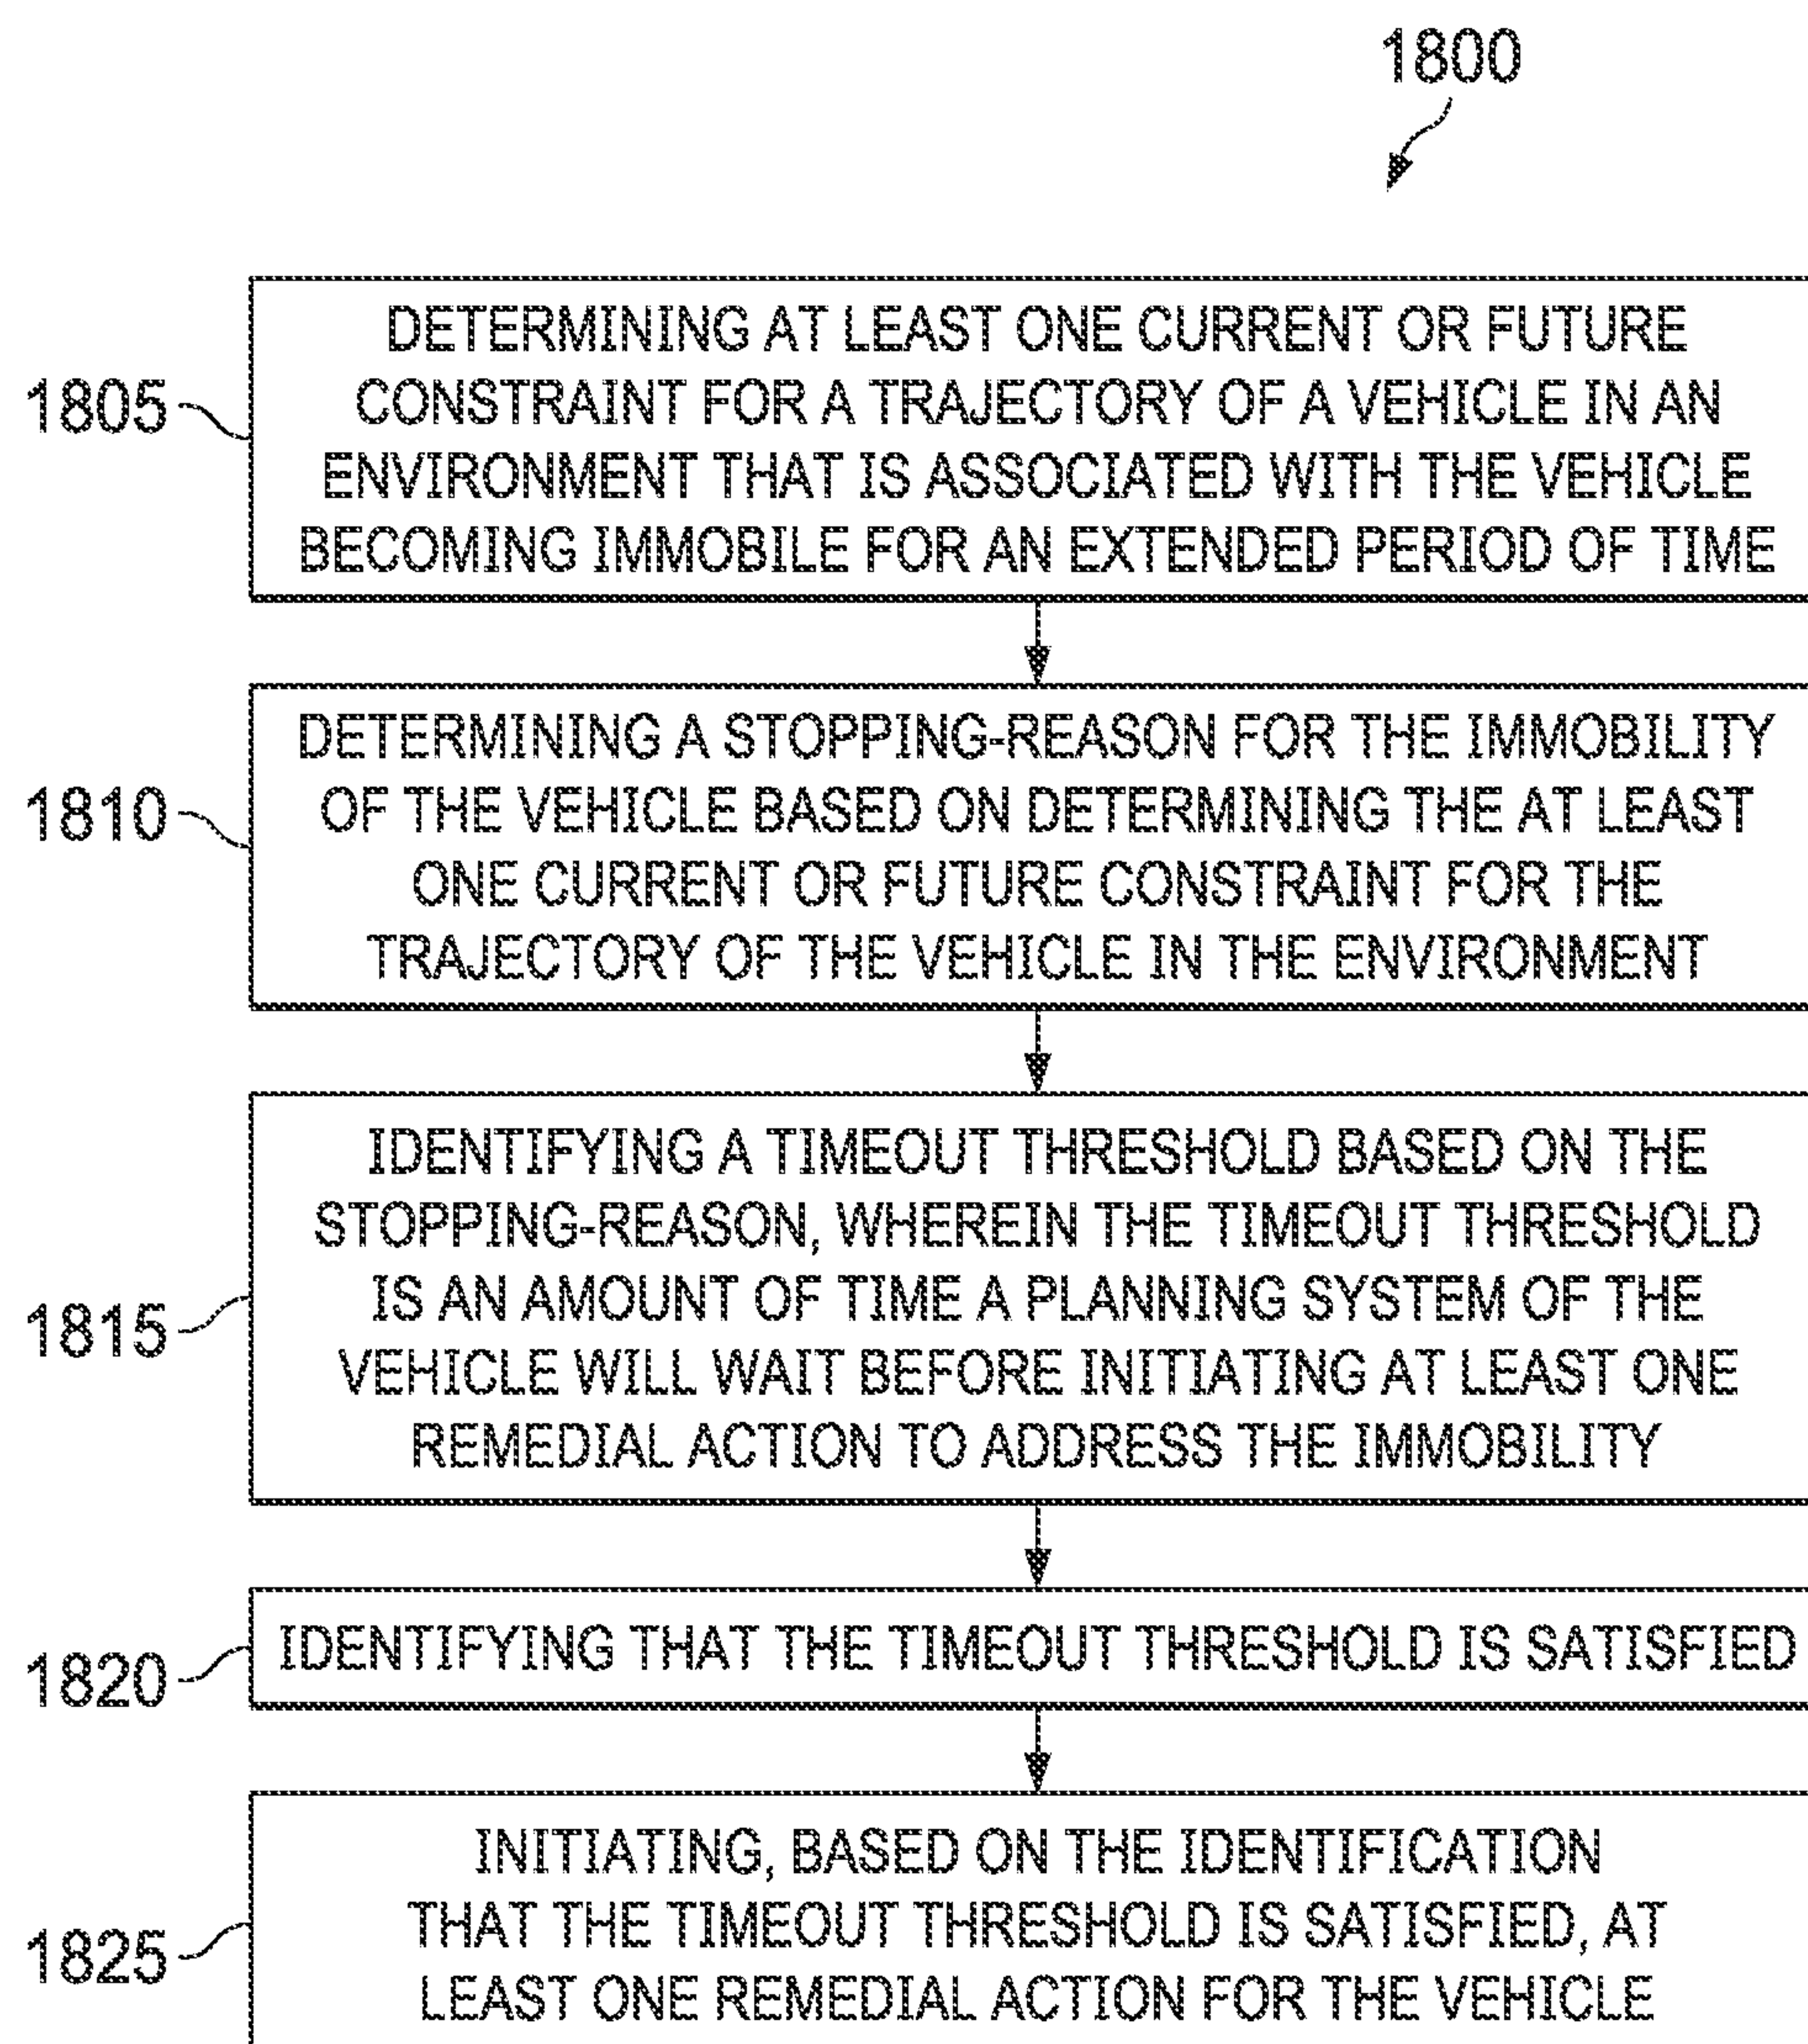 1800
DETERMINING AT LEAST ONE CURRENT OR FUTURE
CONSTRAINT FOR A TRAJECTORY OF A VEHICLE IN AN
1805
ENVIRONMENT THAT IS ASSOCIATED WITH THE VEHICLE
BECOMING IMMOBILE FOR AN EXTENDED PERIOD OF TIME
DETERMINING A STOPPING-REASON FOR THE IMMOBILITY
1810
OF THE VEHICLE BASED ON DETERMINING THE AT LEAST
ONE CURRENT OR FUTURE CONSTRAINT FOR THE
TRAJECTORY OF THE VEHICLE IN THE ENVIRONMENT
IDENTIFYING A TIMEOUT THRESHOLD BASED ON THE
STOPPING-REASON, WHEREIN THE TIMEOUT THRESHOLD
IS AN AMOUNT OF TIME A PLANNING SYSTEM OF THE
1815
VEHICLE WILL WAIT BEFORE INITIATING AT LEAST ONE
REMEDIAL ACTION TO ADDRESS THE IMMOBILITY
IDENTIFYING THAT THE TIMEOUT THRESHOLD IS SATISFIED
1820
INITIATING, BASED ON THE IDENTIFICATION
THAT THE TIMEOUT THRESHOLD IS SATISFIED, AT
1825
LEAST ONE REMEDIAL ACTION FOR THE VEHICLE